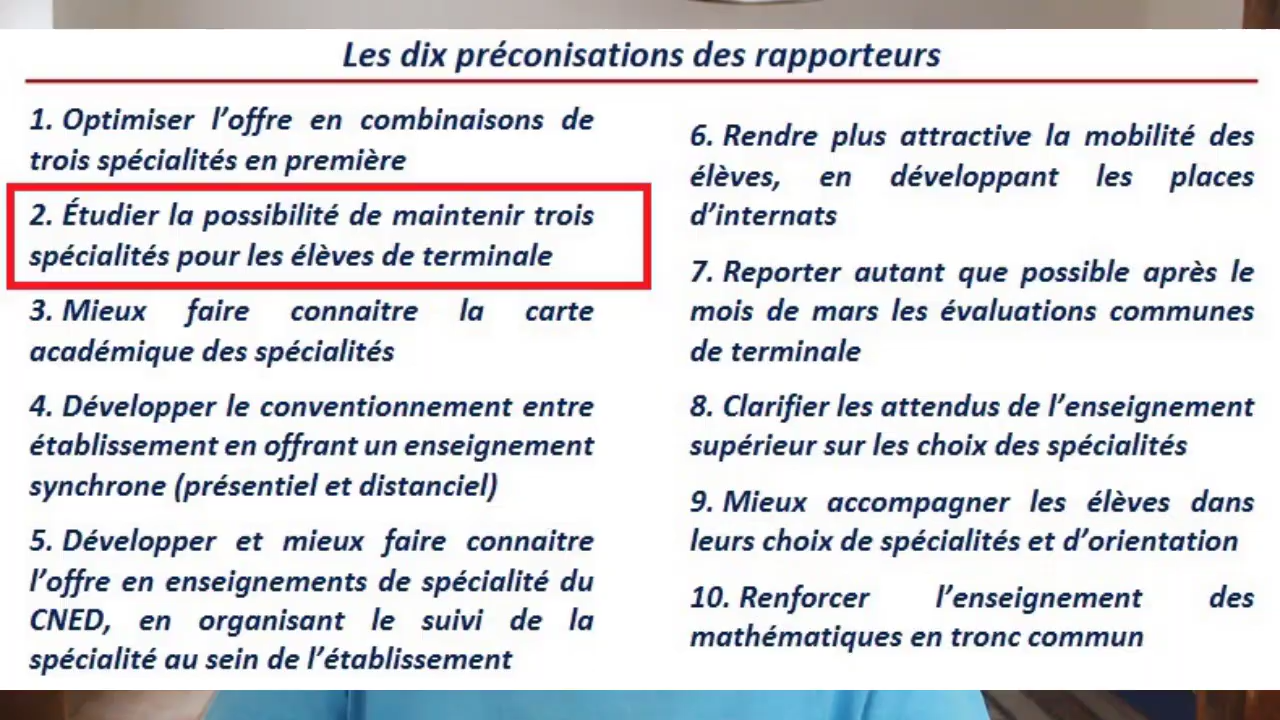 Les dix préconisations des rapporteurs
1. Optimiser l’offre en combinaisons de
trois spécialités en première
2. Étudier la possibilité de maintenir trois
spécialités pour les élèves de terminale
3. Mieux faire connaitre la carte
académique des spécialités
4. Développer le conventionnement entre
établissement en offrant un enseignement
synchrone (présentiel et distanciel)
5. Développer et mieux faire connaitre
l’offre en enseignements de spécialité du
CNED, en organisant le suivi de la
spécialité au sein de l’établissement
6. Rendre plus attractive la mobilité des
élèves, en développant les places
d’internats
7. Reporter autant que possible après le
mois de mars les évaluations communes
de terminale
8. Clarifier les attendus de l’enseignement
supérieur sur les choix des spécialités
9. Mieux accompagner les élèves dans
leurs choix de spécialités et d’orientation
10. Renforcer l’enseignement des
mathématiques en tronc commun